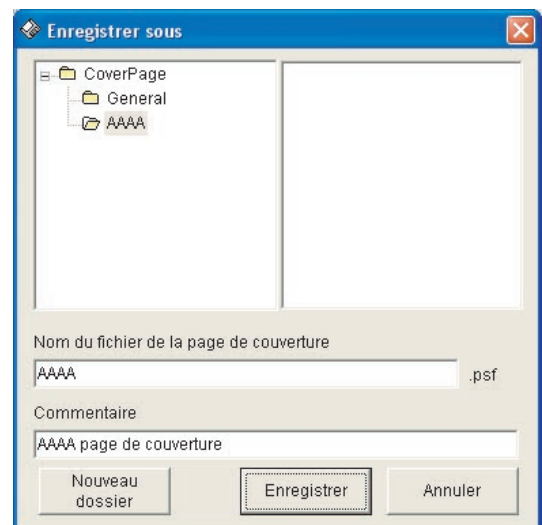 Enregistrer sous
CoverPage
General
AAAA
Nom du fichier de la page de couverture
AAAA .psf
Commentaire
AAAA page de couverture
Nouveau
dossier
Enregistrer
Annuler